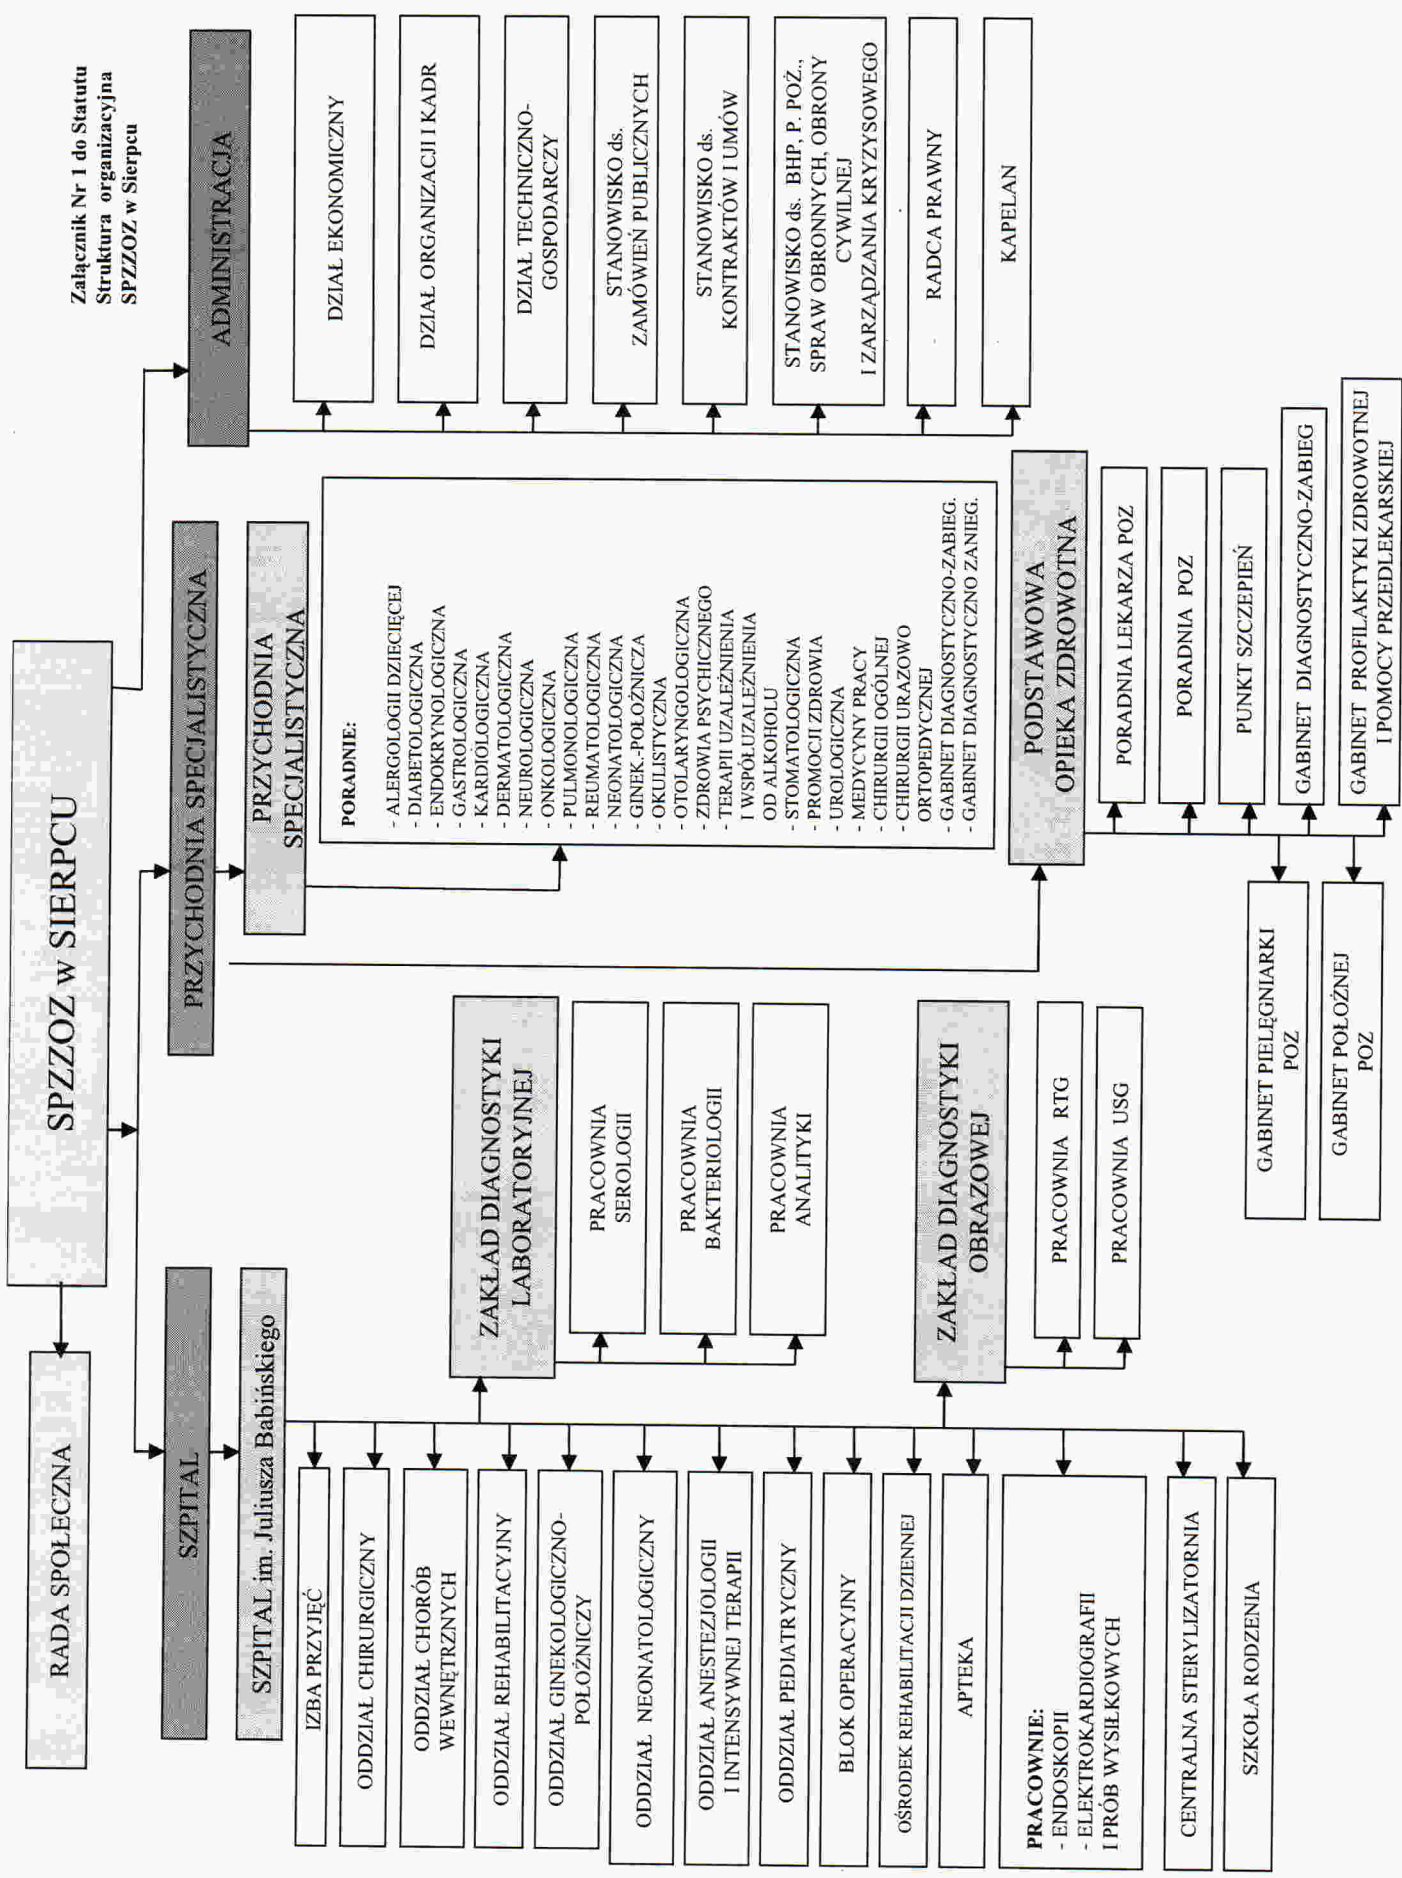 Załącznik Nr 1 do Statutu
Struktura organizacyjna
SPZZOZ w Sierpcu
SPZZOZ w SIERPCU
RADA SPOŁECZNA
SZPITAL
SZPITAL im. Juliusza Babińskiego
IZBA PRZYJĘĆ
ODDZIAŁ CHIRURGICZNY
ODDZIAŁ CHORÓB
WEWNĘTRZNYCH
ODDZIAŁ REHABILITACYJNY
ODDZIAŁ GINEKOLOGICZNO-
POŁOŻNICZY
ODDZIAŁ NEONATOLOGICZNY
ODDZIAŁ ANESTEZJOLOGII
I INTENSYWNEJ TERAPII
ODDZIAŁ PEDIATRYCZNY
BLOK OPERACYJNY
OŚRODEK REHABILITACJI DZIENNEJ
APTEKA
PRACOWNIE:
- ENDOSKOPII
- ELEKTROKARDIOGRAFII
I PRÓB WYSIŁKOWYCH
CENTRALNA STERYLIZATORNIA
SZKOŁA RODZENIA
ZAKŁAD DIAGNOSTYKI
LABORATORYJNEJ
PRACOWNIA
SEROLOGII
PRACOWNIA
BAKTERIOLOGII
PRACOWNIA
ANALITYKI
ZAKŁAD DIAGNOSTYKI
OBRAZOWEJ
PRACOWNIA RTG
PRACOWNIA USG
PRZYCHODNIA SPECJALISTYCZNA
PRZYCHODNIA
SPECJALISTYCZNA
PORADNIE:
- ALERGOLOGII DZIECIĘCEJ
- DIABETOLOGICZNA
- ENDOKRYNOLOGICZNA
- GASTROLOGICZNA
- KARDIOLOGICZNA
- DERMATOLOGICZNA
- NEUROLOGICZNA
- ONKOLOGICZNA
- PULMONOLOGICZNA
- REUMATOLOGICZNA
- NEONATOLOGICZNA
- GINEK.-POŁOŻNICZA
- OKULISTYCZNA
- OTOLARYNGOLOGICZNA
- ZDROWIA PSYCHICZNEGO
- TERAPII UZALEŻNIENIA
I WSPÓŁUZALEŻNIENIA
OD ALKOHOLU
- STOMATOLOGICZNA
- PROMOCJI ZDROWIA
- UROLOGICZNA
- MEDYCYNY PRACY
- CHIRURGII OGÓLNEJ
- CHIRURGII URAZOWO
ORTOPEDYCZNEJ
- GABINET DIAGNOSTYCZNO-ZABIEG.
- GABINET DIAGNOSTYCZNO ZANIEG.
PODSTAWOWA
OPIEKA ZDROWOTNA
PORADNIA LEKARZA POZ
PORADNIA POZ
PUNKT SZCZEPIEŃ
GABINET DIAGNOSTYCZNO-ZABIEG
GABINET PROFILAKTYKI ZDROWOTNEJ
I POMOCY PRZEDLEKARSKIEJ
GABINET PIELĘGNIARKI
POZ
GABINET POŁOŻNEJ
POZ
ADMINISTRACJA
DZIAŁ EKONOMICZNY
DZIAŁ ORGANIZACJI I KADR
DZIAŁ TECHNICZNO-
GOSPODARCZY
STANOWISKO ds.
ZAMÓWIEŃ PUBLICZNYCH
STANOWISKO ds.
KONTRAKTÓW I UMÓW
STANOWISKO ds. BHP, P. POŻ.,
SPRAW OBRONNYCH, OBRONY
CYWILNEJ
I ZARZĄDZANIA KRYZYSOWEGO
RADCA PRAWNY
KAPELAN